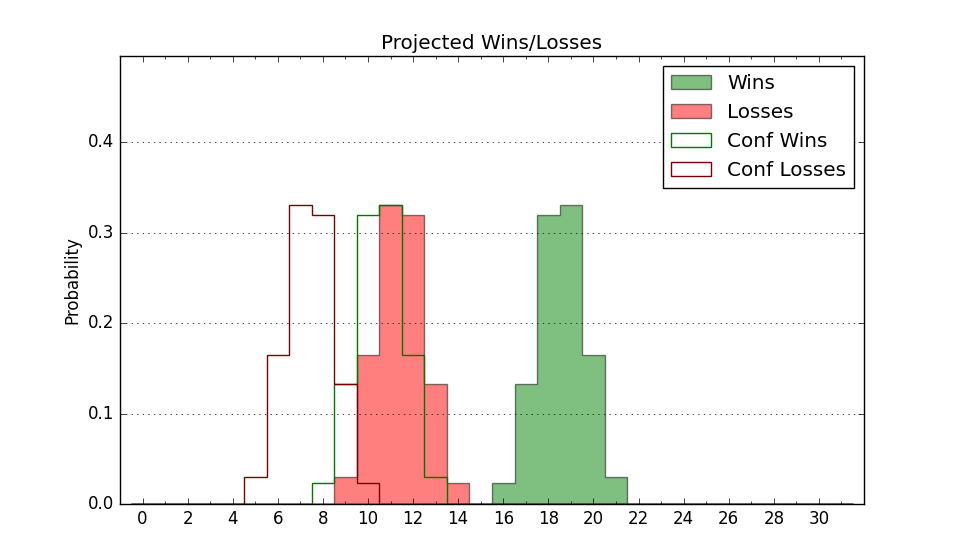 Projected Wins/Losses
Wins
Losses
Conf Wins
Conf Losses
Probability
0.4
0.3
0.2
0.1
0.0
0 2 4 6 8 10 12 14 16 18 20 22 24 26 28 30